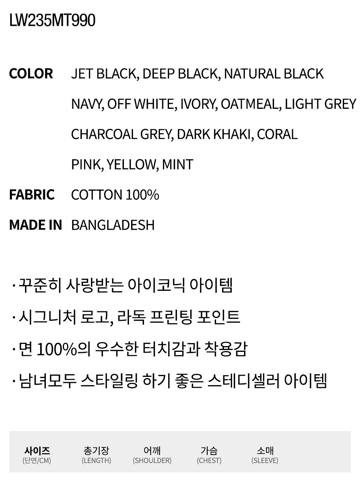 LW235MT990
COLOR JET BLACK, DEEP BLACK, NATURAL BLACK
NAVY, OFF WHITE, IVORY, OATMEAL, LIGHT GREY
CHARCOAL GREY, DARK KHAKI, CORAL
PINK, YELLOW, MINT
FABRIC COTTON 100%
MADE IN BANGLADESH
·꾸준히 사랑받는 아이코닉 아이템
·시그니처 로고, 라독 프린팅 포인트
·면 100%의 우수한 터치감과 착용감
·남녀모두 스타일링 하기 좋은 스테디셀러 아이템
사이즈 총기장 어깨 가슴 소매
(단면/CM) (LENGTH) (SHOULDER) (CHEST) (SLEEVE)